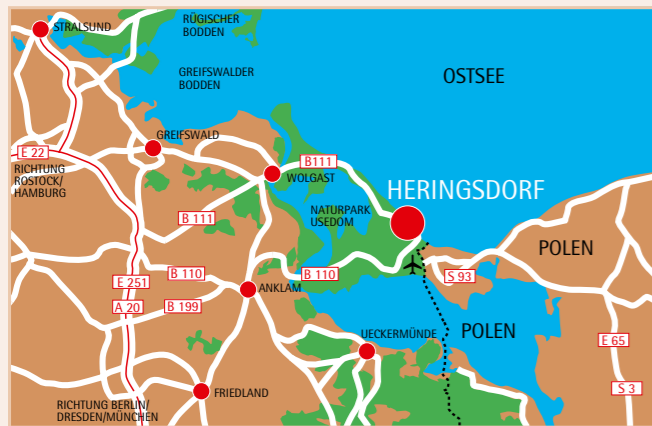 STRALSUND
RÜGISCHER
BODDEN
OSTSEE
GREIFSWALDER
BODDEN
GREIFSWALD
E 22
B111
RICHTUNG
ROSTOCK/
HAMBURG
WOLGAST
HERINGSDORF
NATURPARK
USEDOM
B 111
POLEN
B 110
B 110
S 93
E 251
ANKLAM
A 20
B 199
UECKERMÜNDE
POLEN
E 65
FRIEDLAND
S 3
RICHTUNG BERLIN/
DRESDEN/MÜNCHEN